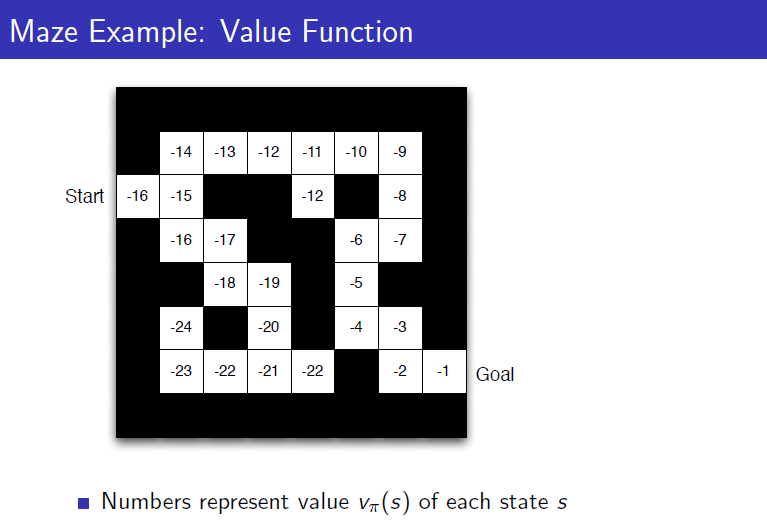 Maze Example: Value Function
-14 -13 -12 -11 -10 -9
Start -16 -15 -12 -8
-16 -17 -6 -7
-18 -19 -5
-24 -20 -4 -3
-23 -22 -21 -22 -2 -1 Goal
Numbers represent value vπ(s) of each state s